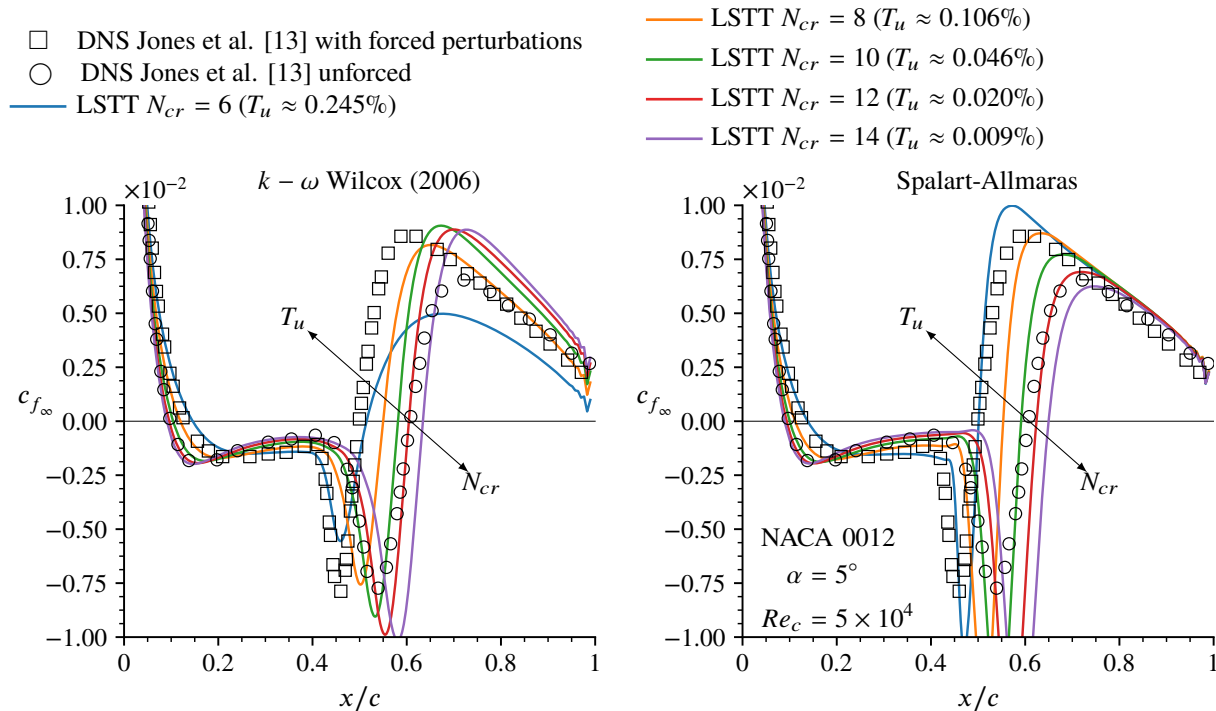 DNS Jones et al. [13] with forced perturbations
DNS Jones et al. [13] unforced
LSTT N_cr = 6 (T_u ≈ 0.245%)
LSTT N_cr = 8 (T_u ≈ 0.106%)
LSTT N_cr = 10 (T_u ≈ 0.046%)
LSTT N_cr = 12 (T_u ≈ 0.020%)
LSTT N_cr = 14 (T_u ≈ 0.009%)
×10⁻²
k − ω Wilcox (2006)
1.00
0.75
0.50
0.25
0.00
−0.25
−0.50
−0.75
−1.00
c_f∞
T_u
N_cr
0
0.2
0.4
0.6
0.8
1
x/c
×10⁻²
Spalart-Allmaras
1.00
0.75
0.50
0.25
0.00
−0.25
−0.50
−0.75
−1.00
c_f∞
T_u
N_cr
NACA 0012
α = 5°
Re_c = 5 × 10⁴
0
0.2
0.4
0.6
0.8
1
x/c